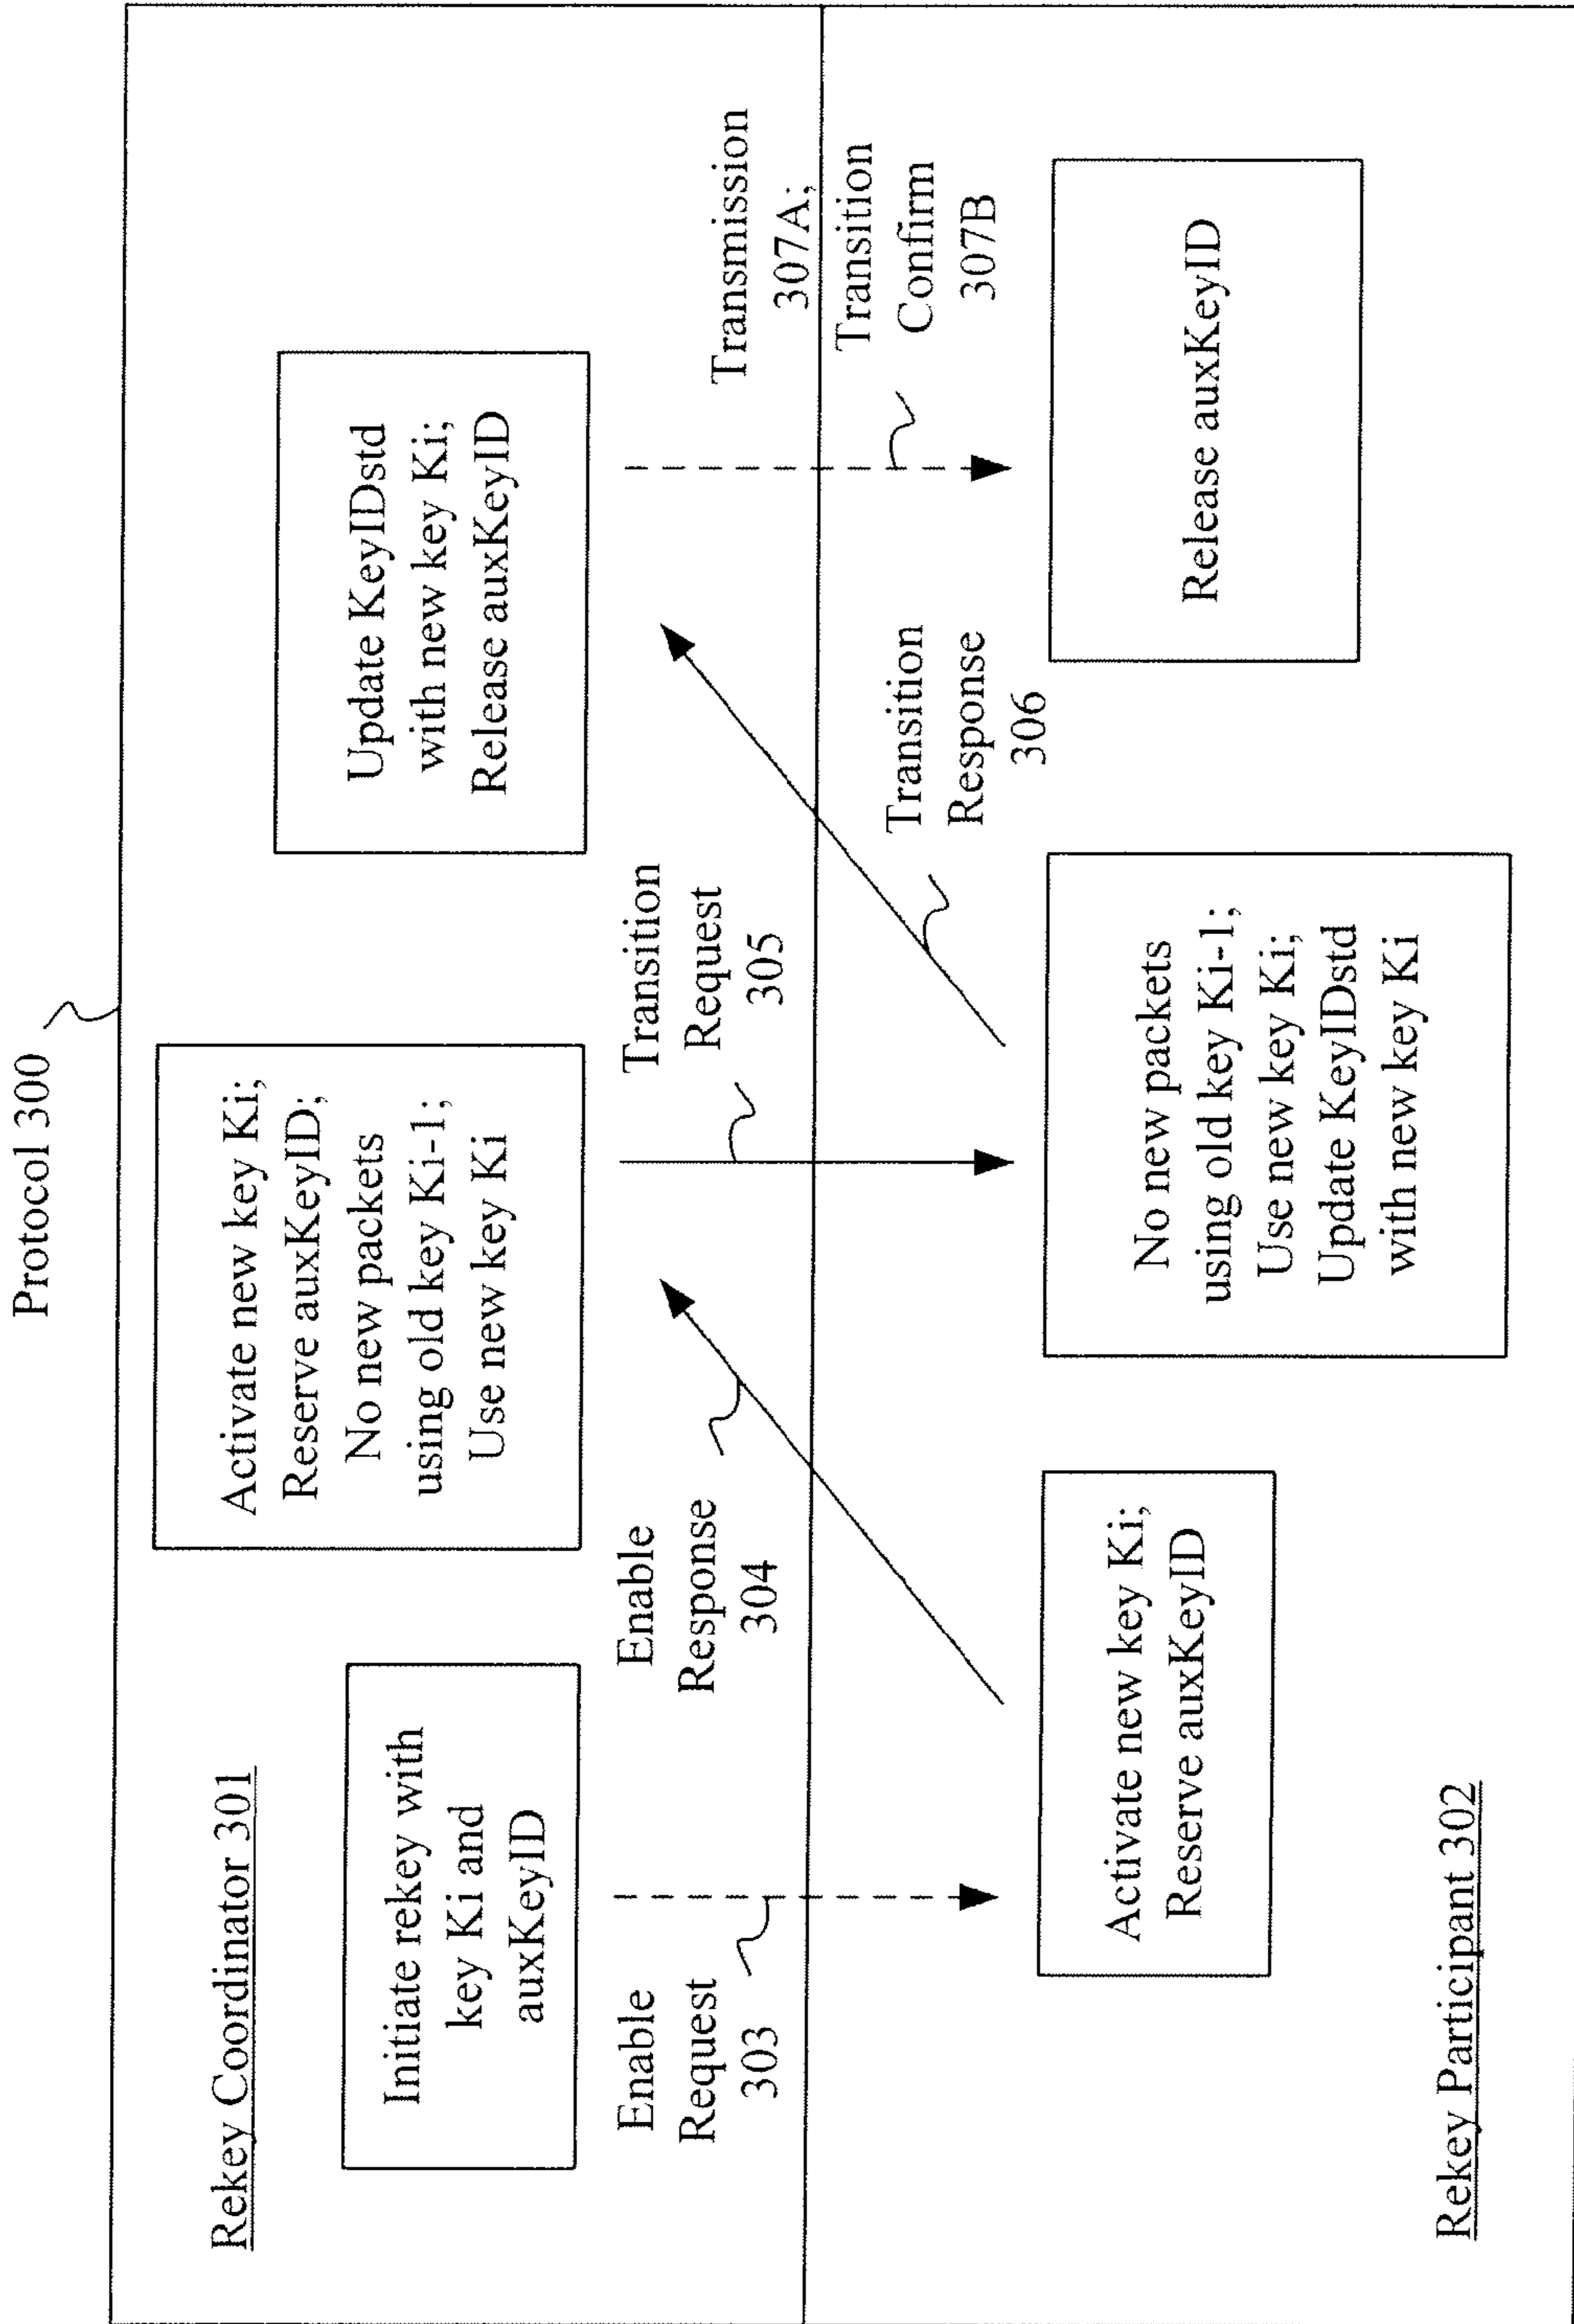 Protocol 300
Rekey Coordinator 301
Initiate rekey with
key Ki and
auxKeyID
Activate new key Ki;
Reserve auxKeyID;
No new packets
using old key Ki-1;
Use new key Ki
Update KeyIDstd
with new key Ki;
Release auxKeyID
Enable
Request
303
Enable
Response
304
Transition
Request
305
Transition
Response
306
Transmission
307A;
Transition
Confirm
307B
Activate new key Ki;
Reserve auxKeyID
No new packets
using old key Ki-1;
Use new key Ki;
Update KeyIDstd
with new key Ki
Release auxKeyID
Rekey Participant 302